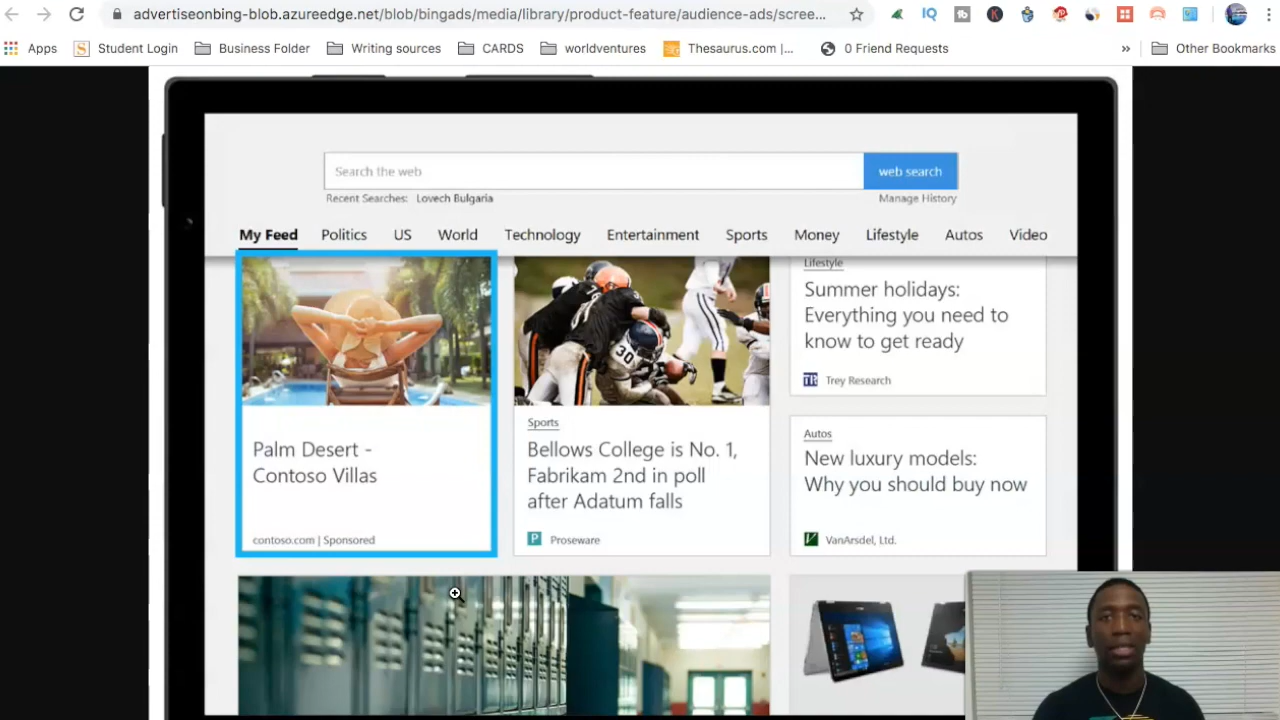 advertiseonbing-blob.azureedge.net/blob/bingads/media/library/product-feature/audience-ads/scree...
Apps
Student Login
Business Folder
Writing sources
CARDS
worldventures
Thesaurus.com |...
0 Friend Requests
»
Other Bookmarks
Search the web
web search
Recent Searches: Lovech Bulgaria
Manage History
My Feed Politics US World Technology Entertainment Sports Money Lifestyle Autos Video
Palm Desert -
Contoso Villas
contoso.com | Sponsored
30
Sports
Bellows College is No. 1,
Fabrikam 2nd in poll
after Adatum falls
P Proseware
Lifestyle
Summer holidays:
Everything you need to
know to get ready
TR Trey Research
Autos
New luxury models:
Why you should buy now
VanArsdel, Ltd.